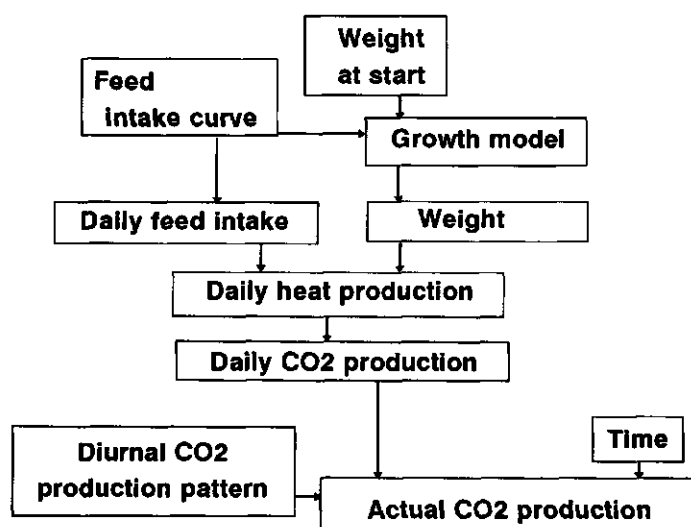 Weight
at start
Feed
intake curve
Growth model
Daily feed intake
Weight
Daily heat production
Daily CO2 production
Diurnal CO2
production pattern
Time
Actual CO2 production